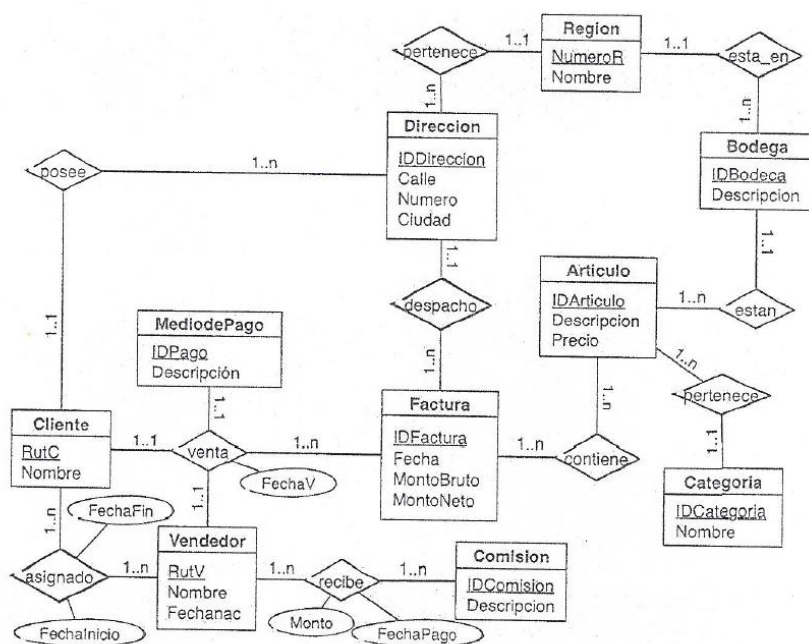 Region
NumeroR
Nombre
pertenece
1..1
1..1
esta_en
1..n
1..n
Direccion
IDDireccion
Calle
Numero
Ciudad
posee
1..n
Bodega
IDBodeca
Descripcion
1..1
1..1
despacho
Articulo
IDArticulo
Descripcion
Precio
1..n
estan
MediodePago
IDPago
Descripción
1..1
1..1
1..n
1..n
1..n
pertenece
1..1
Factura
IDFactura
Fecha
MontoBruto
MontoNeto
Cliente
RutC
Nombre
1..1
venta
1..n
FechaV
1..n
contiene
Categoria
IDCategoria
Nombre
1..n
FechaFin
1..1
Vendedor
RutV
Nombre
Fechanac
asignado
1..n
FechaInicio
1..n
recibe
1..n
Monto
FechaPago
Comision
IDComision
Descripcion